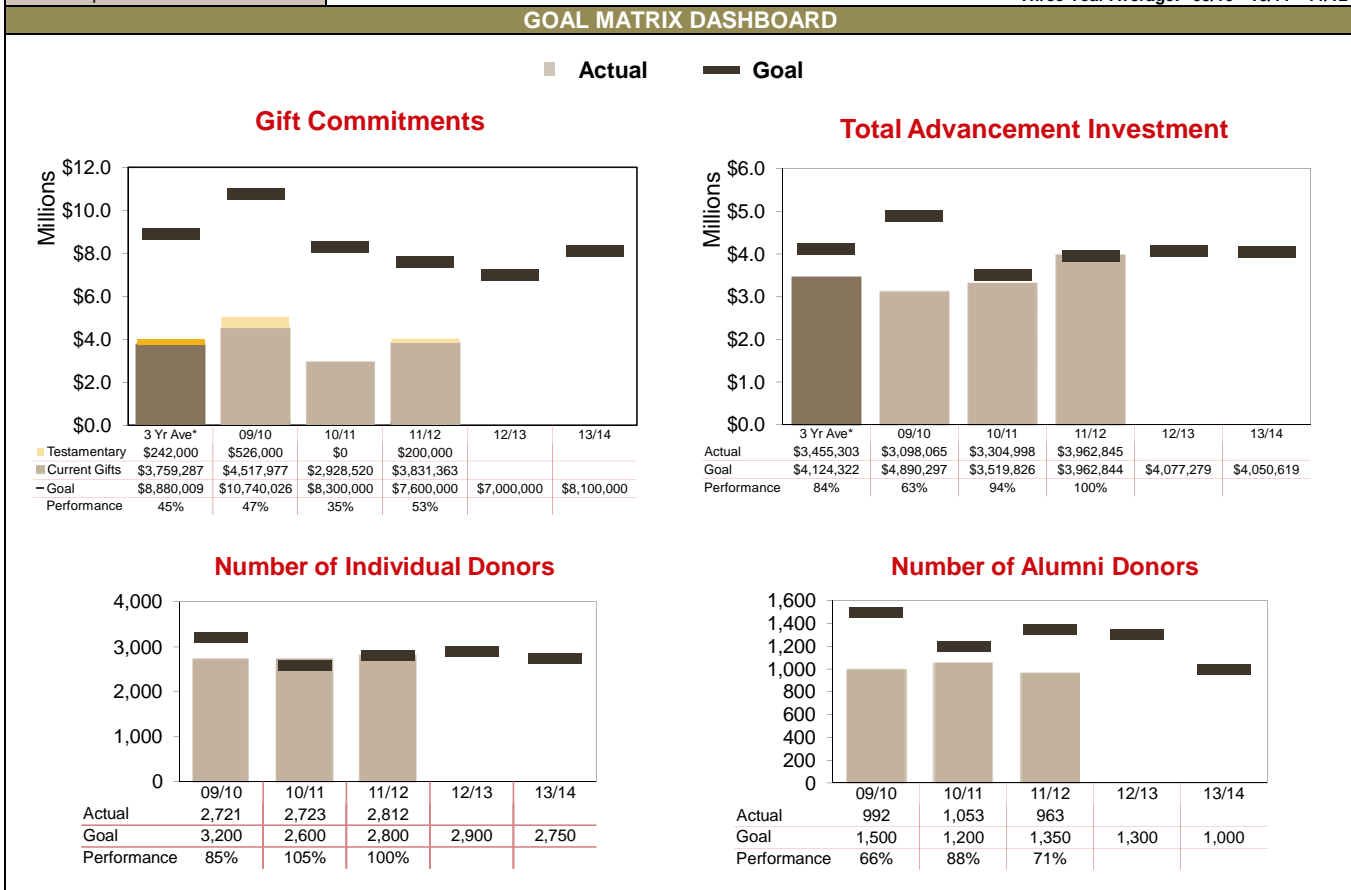 GOAL MATRIX DASHBOARD
Actual Goal
Gift Commitments
Millions
$12.0
$10.0
$8.0
$6.0
$4.0
$2.0
$0.0
3 Yr Ave* 09/10 10/11 11/12 12/13 13/14
Testamentary $242,000 $526,000 $0 $200,000
Current Gifts $3,759,287 $4,517,977 $2,928,520 $3,831,363
Goal $8,880,009 $10,740,026 $8,300,000 $7,600,000 $7,000,000 $8,100,000
Performance 45% 47% 35% 53%
Total Advancement Investment
Millions
$6.0
$5.0
$4.0
$3.0
$2.0
$1.0
$0.0
3 Yr Ave* 09/10 10/11 11/12 12/13 13/14
Actual $3,455,303 $3,098,065 $3,304,998 $3,962,845
Goal $4,124,322 $4,890,297 $3,519,826 $3,962,844 $4,077,279 $4,050,619
Performance 84% 63% 94% 100%
Number of Individual Donors
4,000
3,000
2,000
1,000
0
09/10 10/11 11/12 12/13 13/14
Actual 2,721 2,723 2,812
Goal 3,200 2,600 2,800 2,900 2,750
Performance 85% 105% 100%
Number of Alumni Donors
1,600
1,400
1,200
1,000
800
600
400
200
0
09/10 10/11 11/12 12/13 13/14
Actual 992 1,053 963
Goal 1,500 1,200 1,350 1,300 1,000
Performance 66% 88% 71%